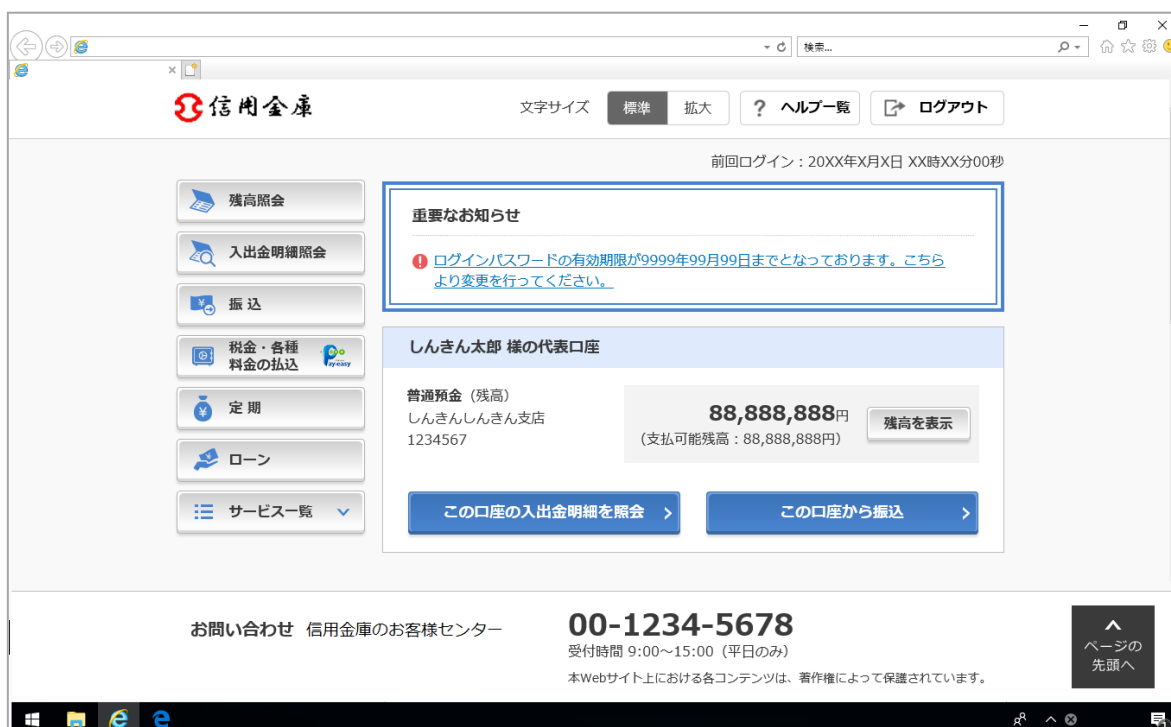 検索...
信用金庫
文字サイズ 標準 拡大 ? ヘルプ一覧 ログアウト
前回ログイン：20XX年X月X日 XX時XX分00秒
残高照会
入出金明細照会
振込
税金・各種
料金の払込
Pay-easy
定期
ローン
サービス一覧
重要なお知らせ
ログインパスワードの有効期限が9999年99月99日までとなっております。こちら
より変更を行ってください。
しんきん太郎 様の代表口座
普通預金（残高）
しんきんしんきん支店
1234567
88,888,888円
（支払可能残高：88,888,888円）
残高を表示
この口座の入出金明細を照会
この口座から振込
お問い合わせ 信用金庫のお客様センター
00-1234-5678
受付時間 9:00～15:00（平日のみ）
本Webサイト上における各コンテンツは、著作権によって保護されています。
ページの
先頭へ